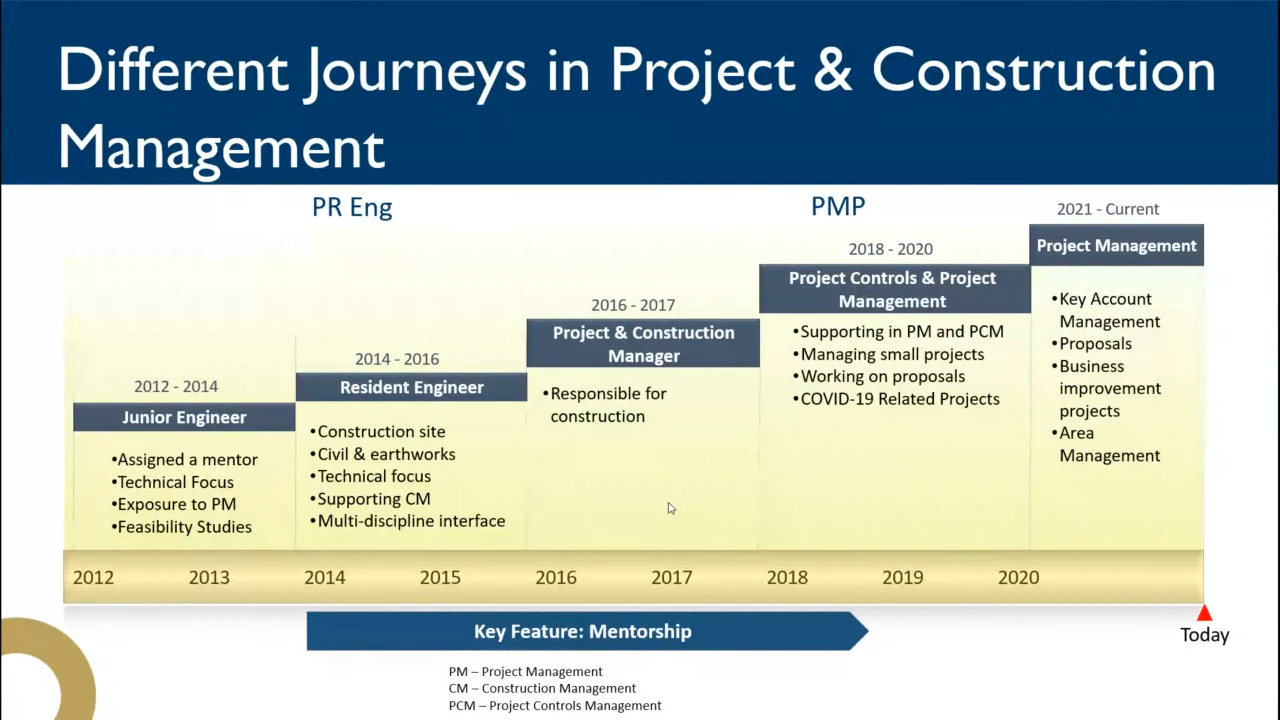 Different Journeys in Project & Construction
Management
PR Eng
PMP
2012 - 2014
Junior Engineer
•Assigned a mentor
•Technical Focus
•Exposure to PM
•Feasibility Studies
2014 - 2016
Resident Engineer
•Construction site
•Civil & earthworks
•Technical focus
•Supporting CM
•Multi-discipline interface
2016 - 2017
Project & Construction
Manager
•Responsible for
construction
2018 - 2020
Project Controls & Project
Management
•Supporting in PM and PCM
•Managing small projects
•Working on proposals
•COVID-19 Related Projects
2021 - Current
Project Management
•Key Account
Management
•Proposals
•Business
improvement
projects
•Area
Management
2012 2013 2014 2015 2016 2017 2018 2019 2020
Today
Key Feature: Mentorship
PM – Project Management
CM – Construction Management
PCM – Project Controls Management